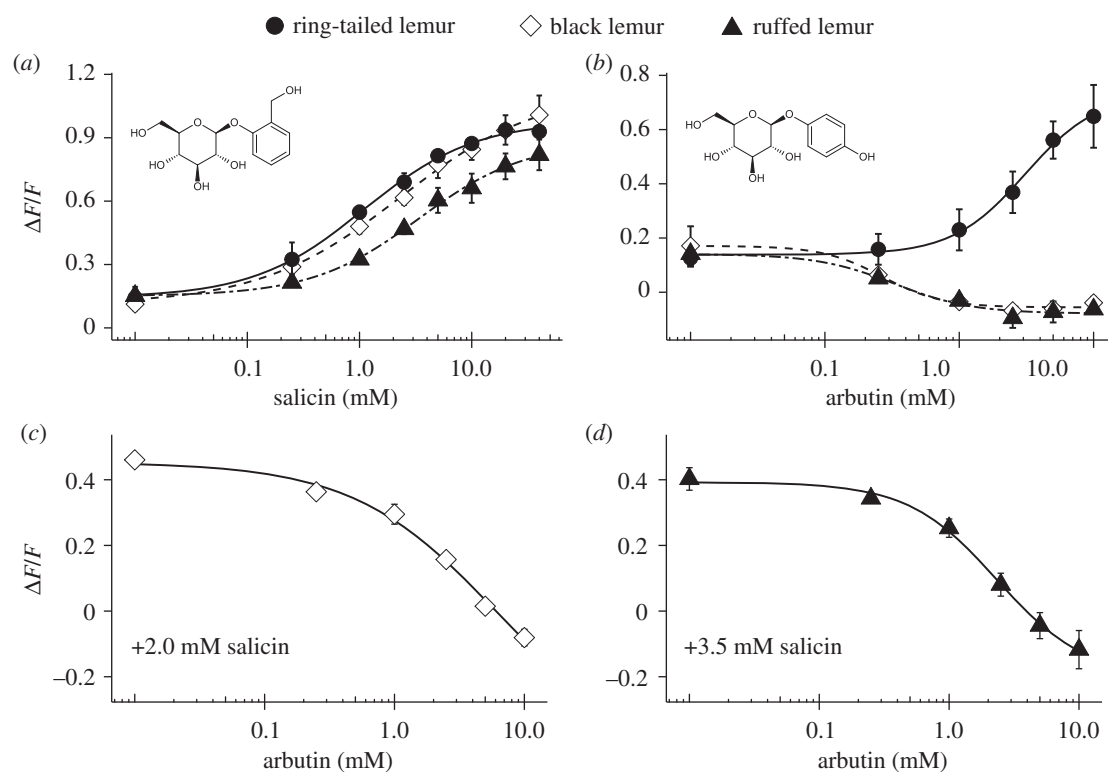 ring-tailed lemur black lemur ruffed lemur
(a)
1.2
0.9
0.6
0.3
0
ΔF/F
HO
O
O
OH
HO
OH
OH
0.1 1.0 10.0
salicin (mM)
(b)
0.8
0.6
0.4
0.2
0
HO
O
O
HO
OH
OH
OH
0.1 1.0 10.0
arbutin (mM)
(c)
0.4
0.2
0
−0.2
ΔF/F
+2.0 mM salicin
0.1 1.0 10.0
arbutin (mM)
(d)
0.4
0.2
0
−0.2
+3.5 mM salicin
0.1 1.0 10.0
arbutin (mM)